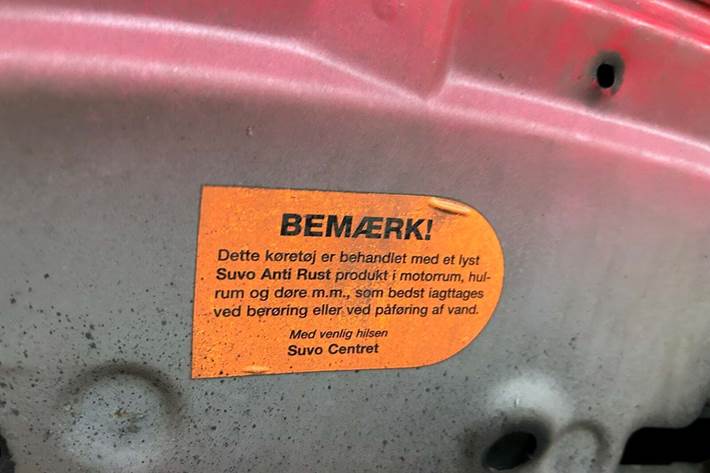 BEMÆRK!
Dette køretøj er behandlet med et lyst
Suvo Anti Rust produkt i motorrum, hul-
rum og døre m.m., som bedst iagttages
ved berøring eller ved påføring af vand.
Med venlig hilsen
Suvo Centret